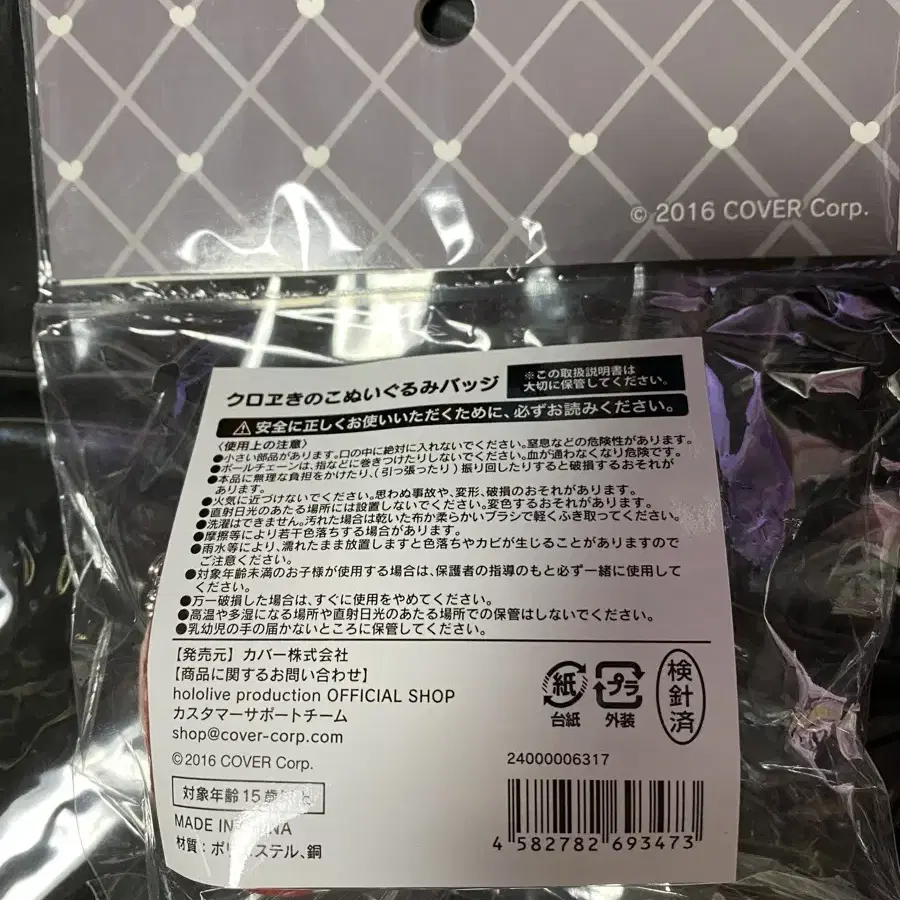 © 2016 COVER Corp.
クロヱきのこぬいぐるみバッジ
※この取扱説明書は
大切に保管してください。
安全に正しくお使いいただくために、必ずお読みください。
〈使用上の注意〉
●小さい部品があります。口の中に絶対に入れないでください。窒息などの危険性があります。
●ボールチェーンは、指などに巻きつけたりしないでください。血が通わなくなり危険です。
●本品に無理な負担をかけたり、(引っ張ったり)振り回したりすると破損するおそれが
あります。
●火気に近づけないでください。思わぬ事故や、変形、破損のおそれがあります。
●直射日光のあたる場所には設置しないでください。変色するおそれがあります。
●洗濯はできません。汚れた場合は乾いた布か柔らかいブラシで軽くふき取ってください。
●摩擦等により若干色落ちする場合があります。
●雨水等により、濡れたまま放置しますと色落ちやカビが生じることがありますので
ご注意ください。
●対象年齢未満のお子様が使用する場合は、保護者の指導のもと必ず一緒に使用して
ください。
●万一破損した場合は、すぐに使用をやめてください。
●高温や多湿になる場所や直射日光のあたる場所での保管はしないでください。
●乳幼児の手の届かないところに保管してください。
【発売元】カバー株式会社
【商品に関するお問い合わせ】
hololive production OFFICIAL SHOP
カスタマーサポートチーム
shop@cover-corp.com
©2016 COVER Corp.
紙
台紙
プラ
外装
検針済
24000006317
対象年齢15歳以上
MADE IN CHINA
材質：ポリエステル、銅
4 582782 693473